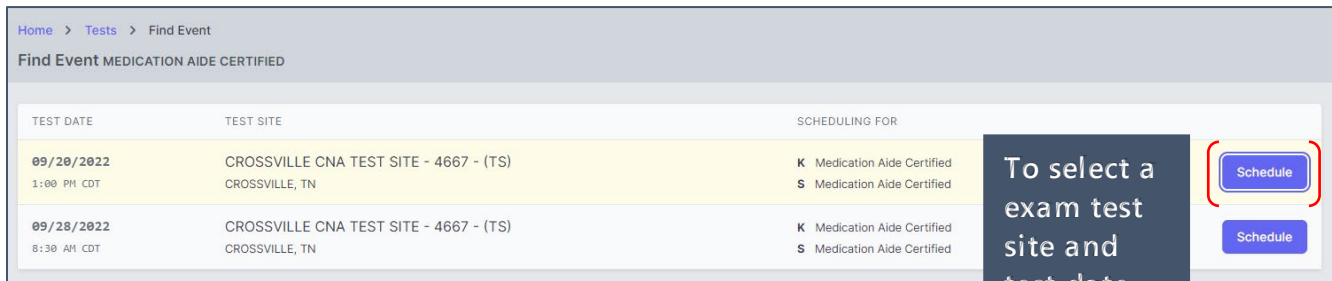 Home > Tests > Find Event
Find Event MEDICATION AIDE CERTIFIED
TEST DATE TEST SITE SCHEDULING FOR
09/20/2022 CROSSVILLE CNA TEST SITE - 4667 - (TS) K Medication Aide Certified
1:00 PM CDT CROSSVILLE, TN S Medication Aide Certified
Schedule
09/28/2022 CROSSVILLE CNA TEST SITE - 4667 - (TS) K Medication Aide Certified
8:30 AM CDT CROSSVILLE, TN S Medication Aide Certified
Schedule
To select a
exam test
site and
test date